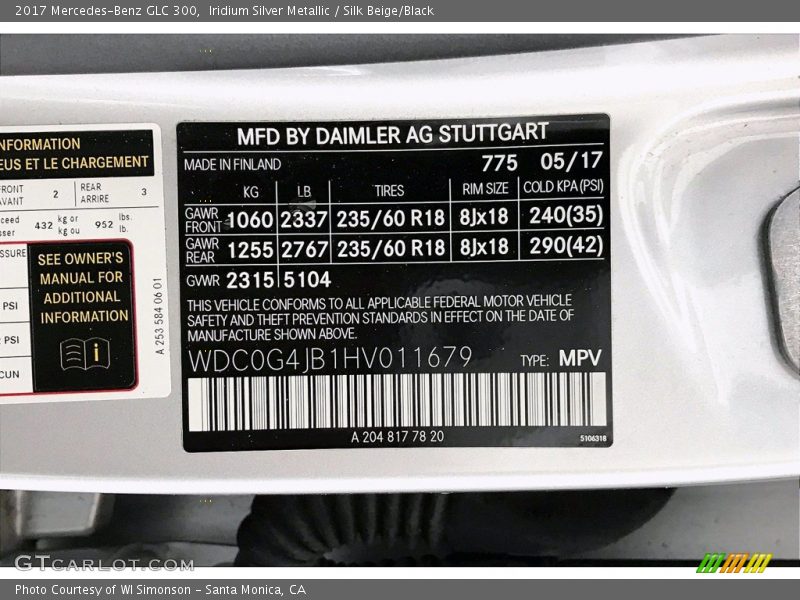 2017 Mercedes-Benz GLC 300, Iridium Silver Metallic / Silk Beige/Black
NFORMATION
EUS ET LE CHARGEMENT
FRONT
AVANT
2
REAR
ARRIERE
3
432 kg or
kg ou
952 lbs.
lb.
SEE OWNER'S
MANUAL FOR
ADDITIONAL
INFORMATION
PSI
PSI
A 253 584 06 01
MFD BY DAIMLER AG STUTTGART
MADE IN FINLAND 775 05/17
KG LB TIRES RIM SIZE COLD KPA(PSI)
GAWR FRONT 1060 2337 235/60 R18 8Jx18 240(35)
GAWR REAR 1255 2767 235/60 R18 8Jx18 290(42)
GVWR 2315 5104
THIS VEHICLE CONFORMS TO ALL APPLICABLE FEDERAL MOTOR VEHICLE
SAFETY AND THEFT PREVENTION STANDARDS IN EFFECT ON THE DATE OF
MANUFACTURE SHOWN ABOVE.
WDC0G4JB1HV011679 TYPE: MPV
A 204 817 78 20
5106318
GTCARLOT.COM
Photo Courtesy of WI Simonson - Santa Monica, CA